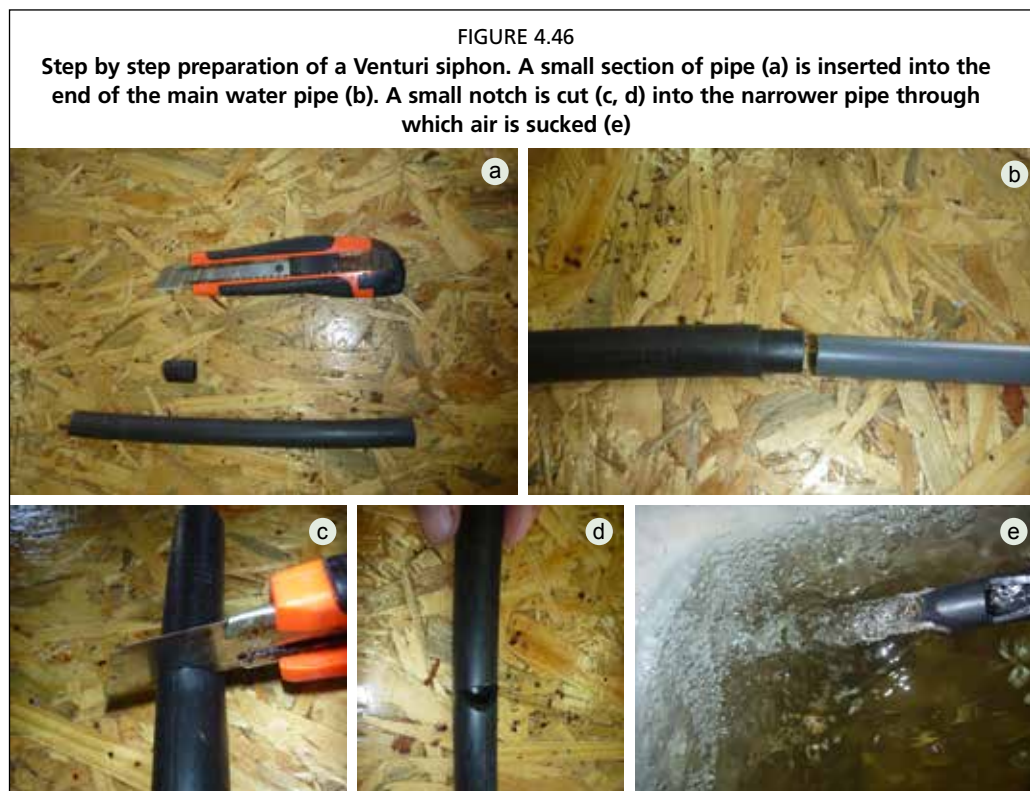 FIGURE 4.46
Step by step preparation of a Venturi siphon. A small section of pipe (a) is inserted into the
end of the main water pipe (b). A small notch is cut (c, d) into the narrower pipe through
which air is sucked (e)
a
b
c
d
e